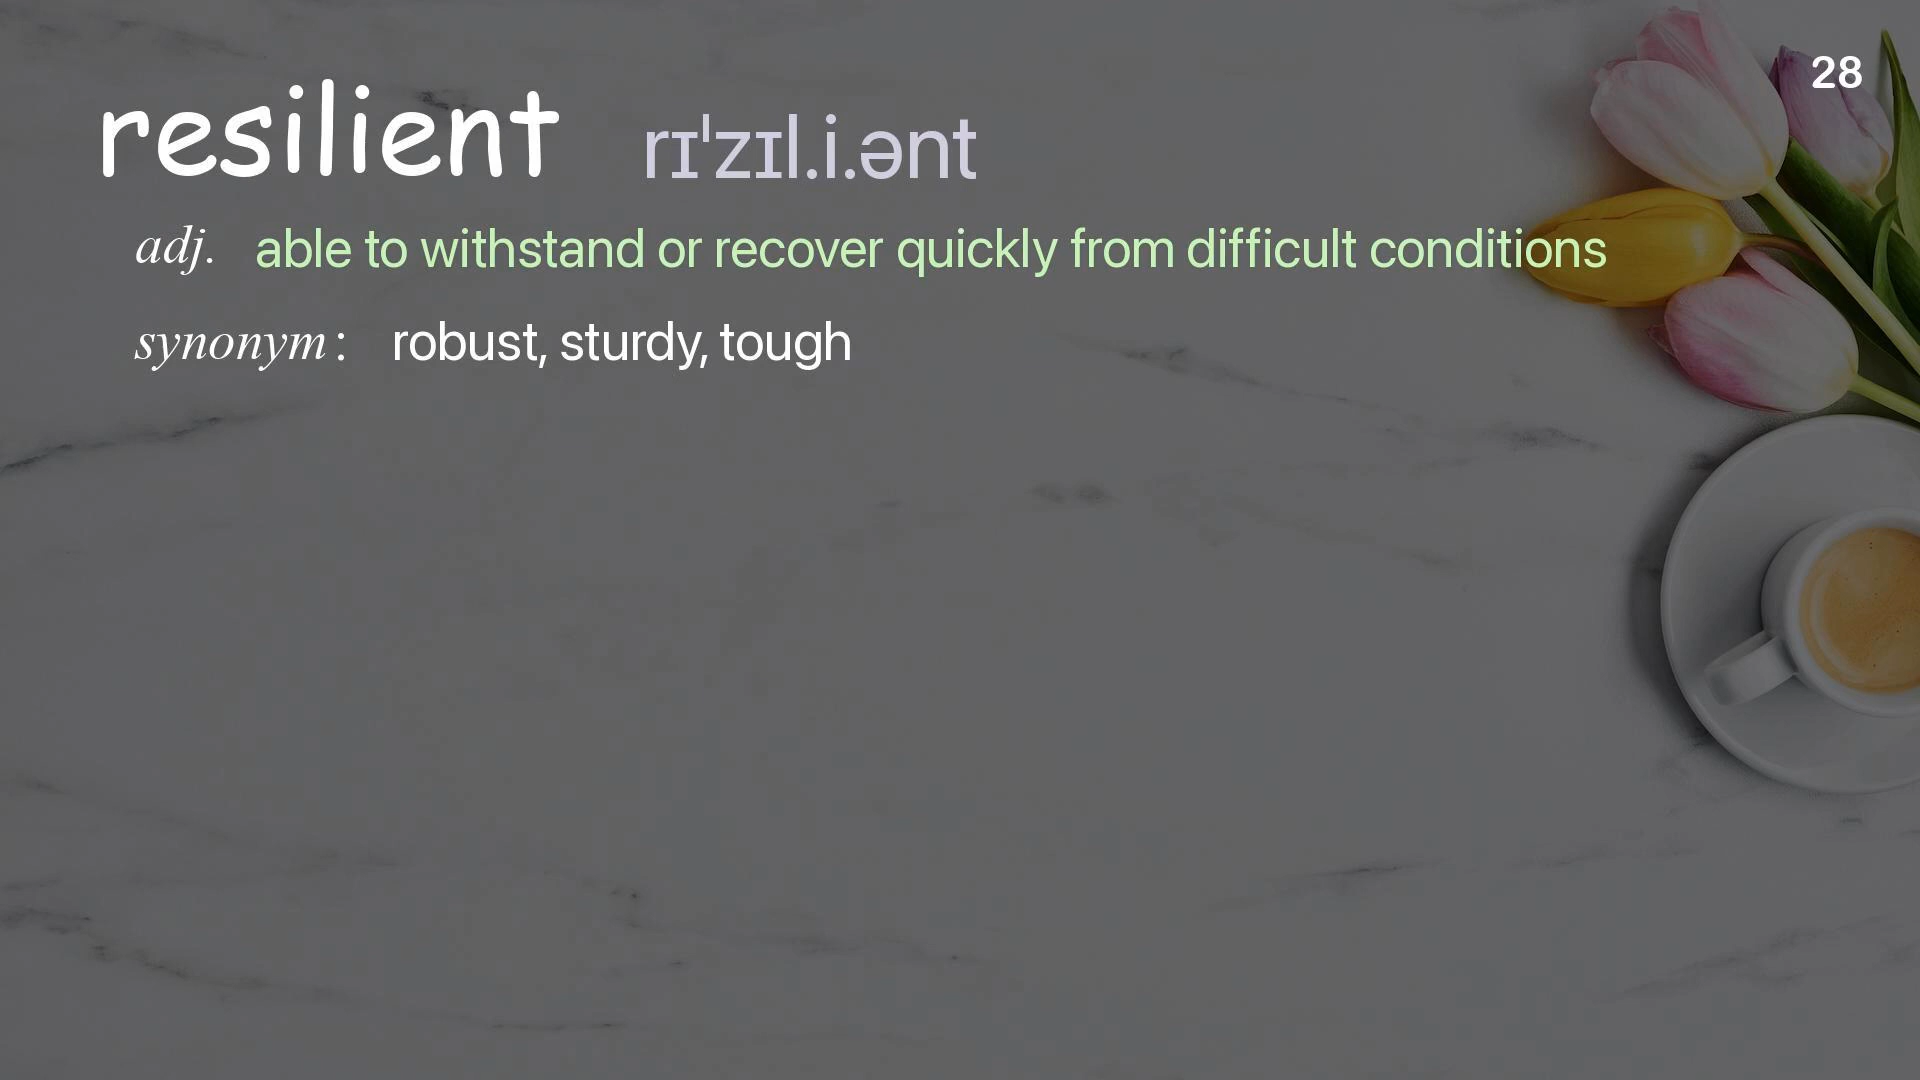 28
resilient rɪˈzɪl.i.ənt
adj. able to withstand or recover quickly from difficult conditions
synonym : robust, sturdy, tough